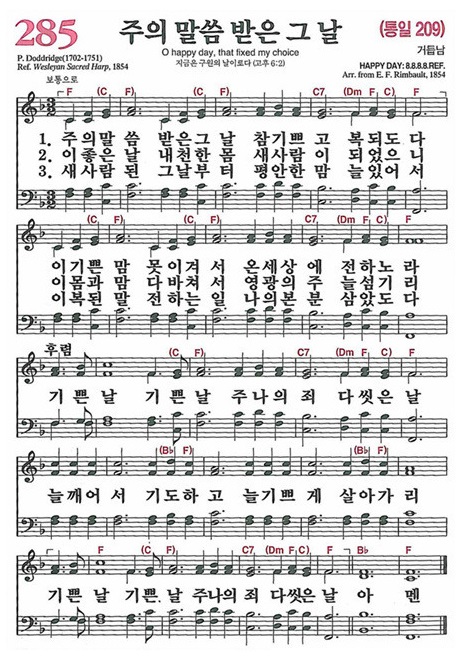 285
주의 말씀 받은 그 날
(통일 209)
O happy day, that fixed my choice
P. Doddridge(1702-1751)
지금은 구원의 날이로다 (고후 6:2)
거듭남
Ref. Wesleyan Sacred Harp, 1854
HAPPY DAY: 8.8.8.8.REF.
Arr. from E. F. Rimbault, 1854
보통으로
F (C F) (C F) C7 (Dm F C) F
1. 주의말 씀 받은그 날 참기쁘 고 복되도 다
2. 이좋은 날 내천한 몸 새사람 이 되었으 니
3. 새사람 된 그날부 터 평안한 맘 늘있어 서
(C F) (C F) C7 (Dm F C) F
이기쁜 맘 못이겨 서 온세상 에 전하노 라
이몸과 맘 다바쳐 서 영광의 주 늘섬기 리
이복된 말 전하는 일 나의본 분 삼았도 다
후렴
(C F) (C F) C7 (Dm F C) F
기 쁜 날 기 쁜 날 주나의 죄 다씻은 날
(B♭ F) (B♭ F)
늘깨어 서 기도하 고 늘기쁘 게 살아가 리
F (C F) (C F) C7 (Dm F C) F B♭ F
기 쁜 날 기 쁜 날 주나의 죄 다씻은 날 아 멘